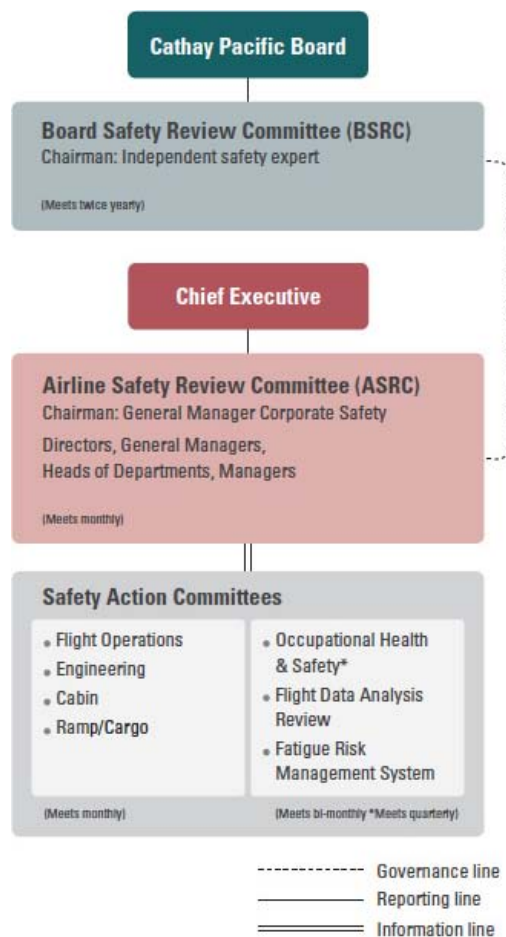 Cathay Pacific Board
Board Safety Review Committee (BSRC)
Chairman: Independent safety expert
(Meets twice yearly)
Chief Executive
Airline Safety Review Committee (ASRC)
Chairman: General Manager Corporate Safety
Directors, General Managers,
Heads of Departments, Managers
(Meets monthly)
Safety Action Committees
• Flight Operations
• Engineering
• Cabin
• Ramp/Cargo
(Meets monthly)
• Occupational Health
& Safety*
• Flight Data Analysis
Review
• Fatigue Risk
Management System
(Meets bi-monthly *Meets quarterly)
Governance line
Reporting line
Information line